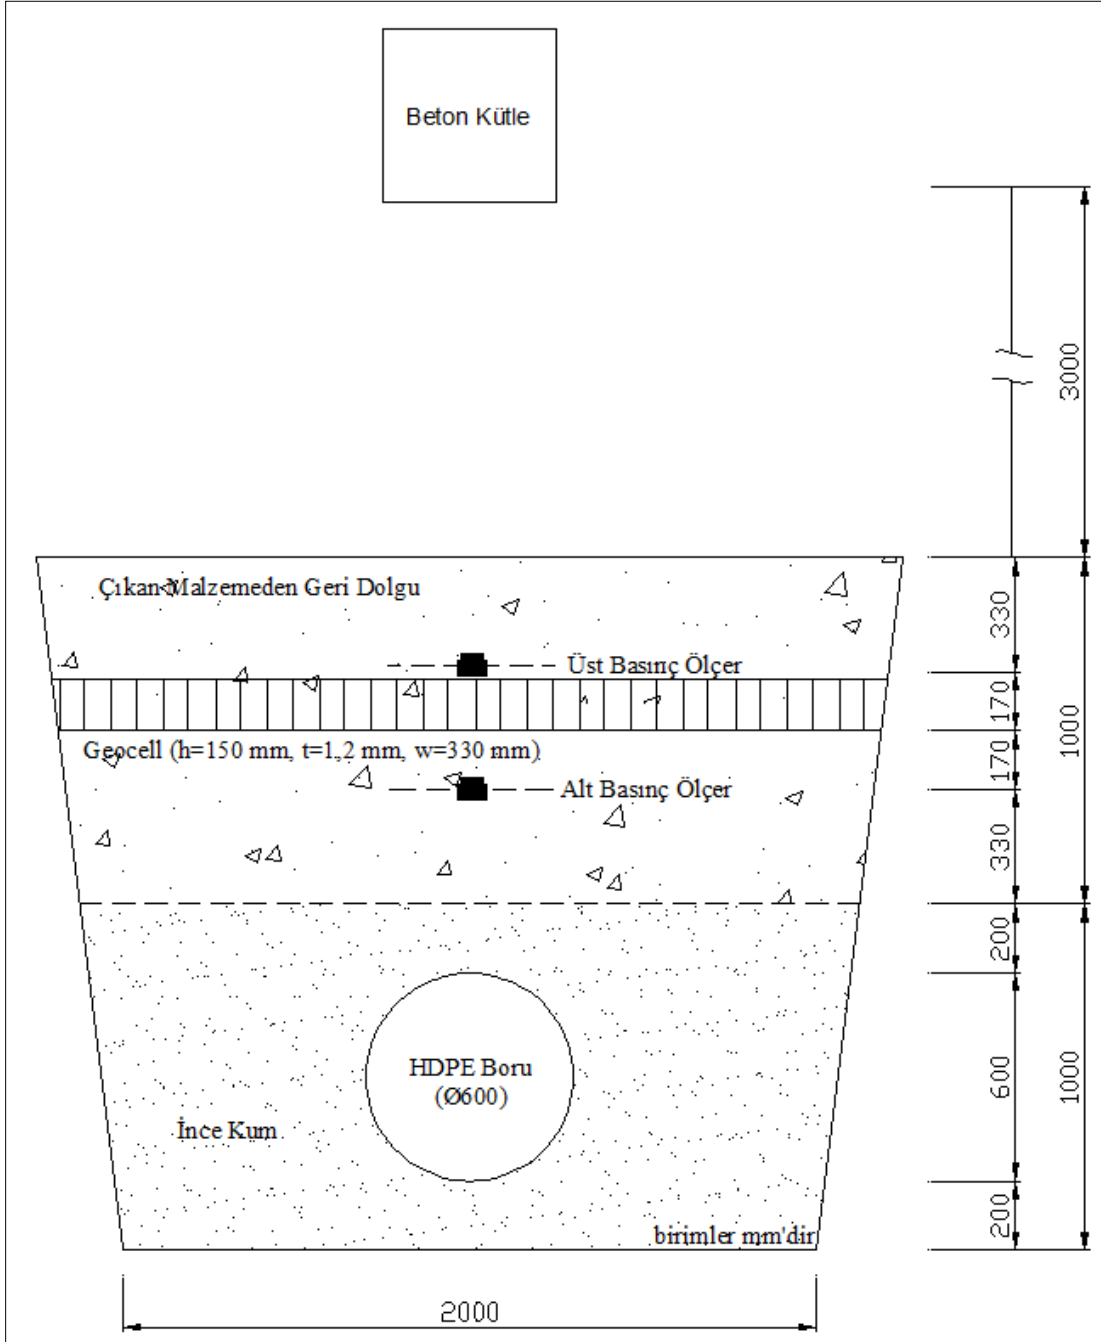 Beton Kütle
3000
Çıkan Malzemeden Geri Dolgu
330
Üst Basınç Ölçer
170
1000
Geocell (h=150 mm, t=1,2 mm, w=330 mm)
170
Alt Basınç Ölçer
330
200
HDPE Boru
(Ø600)
600
1000
İnce Kum
200
birimler mm'dir
2000